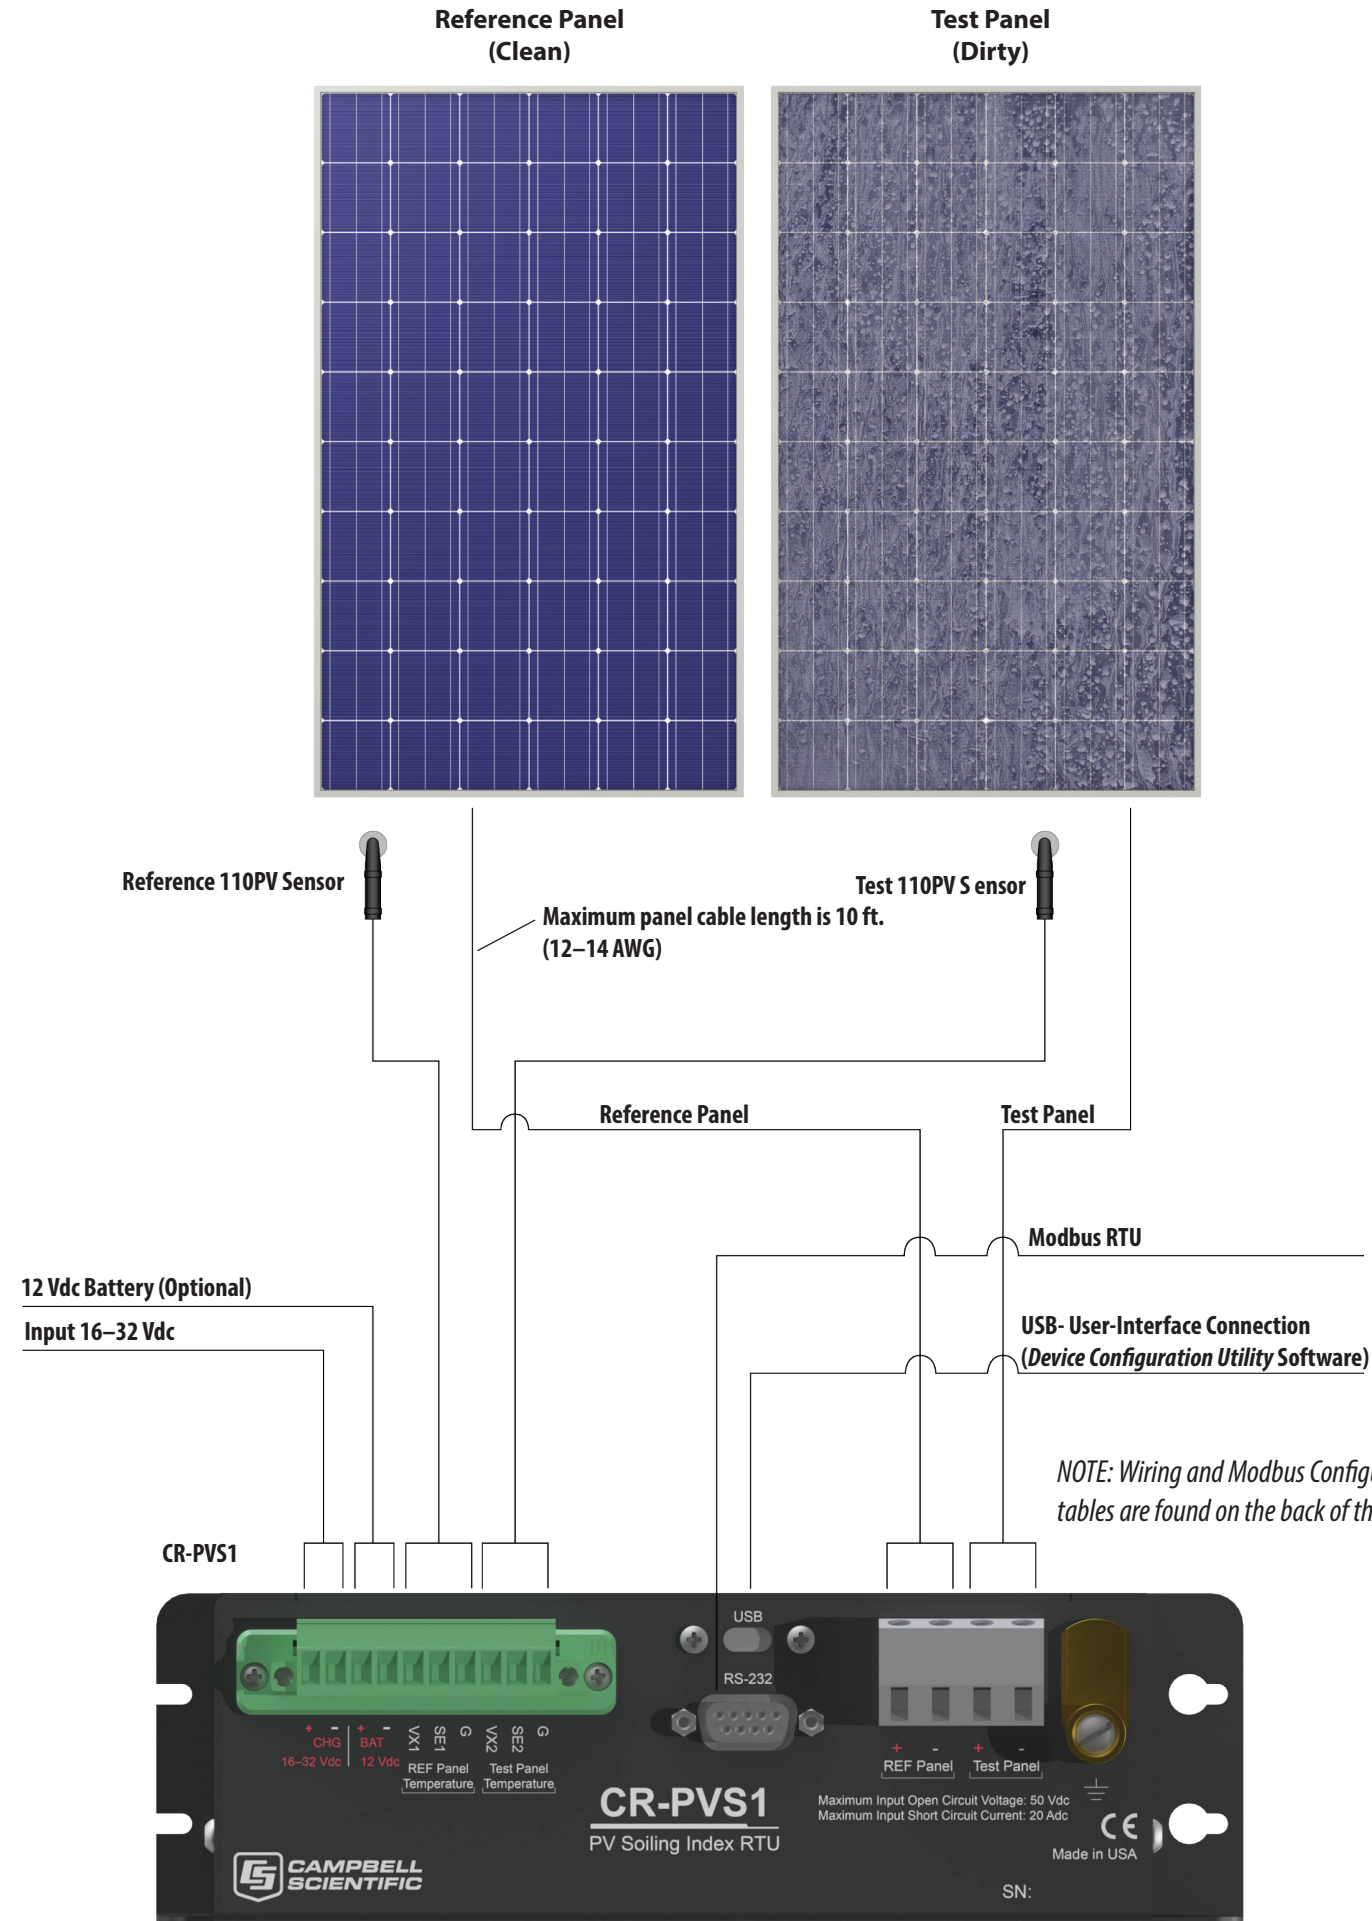 Reference Panel
(Clean)
Test Panel
(Dirty)
Reference 110PV Sensor
Test 110PV S ensor
Maximum panel cable length is 10 ft.
(12–14 AWG)
Reference Panel
Test Panel
Modbus RTU
12 Vdc Battery (Optional)
Input 16–32 Vdc
USB- User-Interface Connection
(Device Configuration Utility Software)
NOTE: Wiring and Modbus
tables are found on the back of
CR-PVS1
USB
RS-232
+ - + -
CHG BAT
16–32 Vdc 12 Vdc
VX1 SE1 G VX2 SE2 G
REF Panel
Temperature
Test Panel
Temperature
+ - + -
REF Panel Test Panel
CR-PVS1
PV Soiling Index RTU
Maximum Input Open Circuit Voltage: 50 Vdc
Maximum Input Short Circuit Current: 20 Adc
CE
Made in USA
CAMPBELL
SCIENTIFIC
SN: